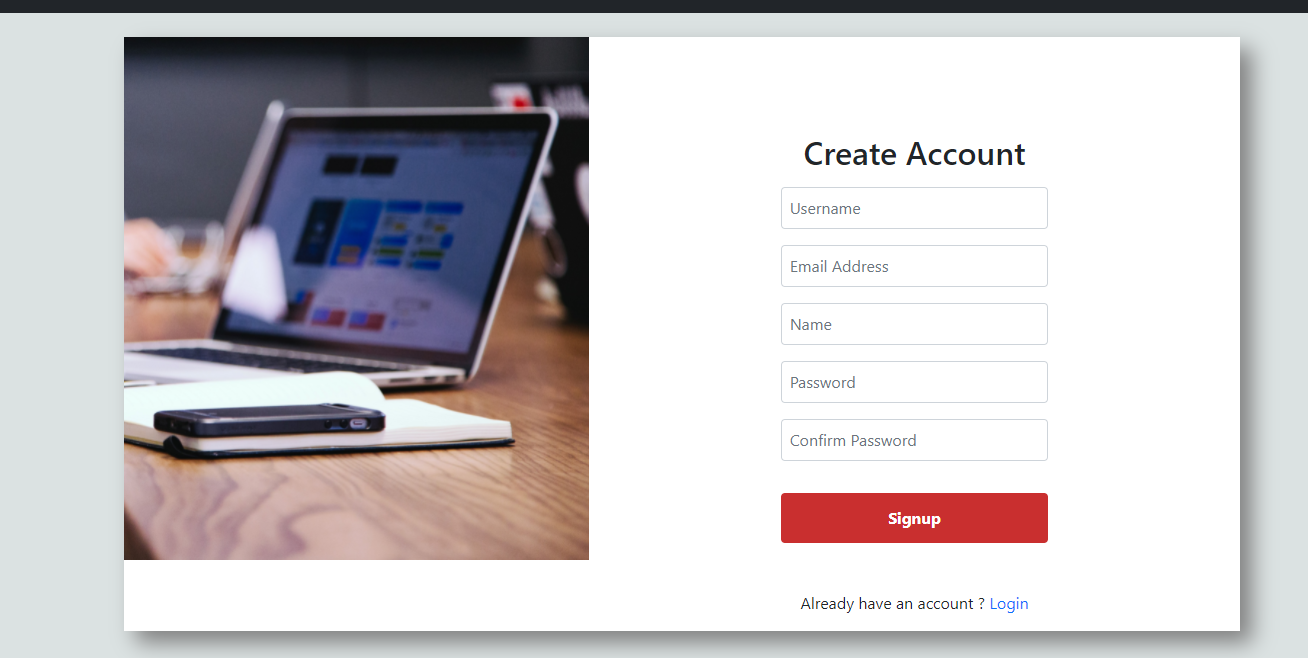 Create Account
Username
Email Address
Name
Password
Confirm Password
Signup
Already have an account ? Login